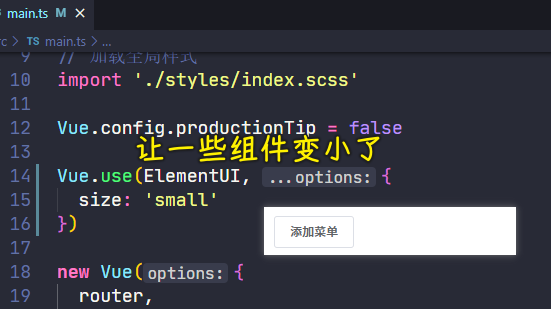 main.ts M ×
rc > TS main.ts > ...
9 // 加载全局样式
10 import './styles/index.scss'
11
12 Vue.config.productionTip = false
13
让一些组件变小了
14 Vue.use(ElementUI, ...options: {
15 size: 'small'
16 })
添加菜单
17
18 new Vue(options: {
19 router,